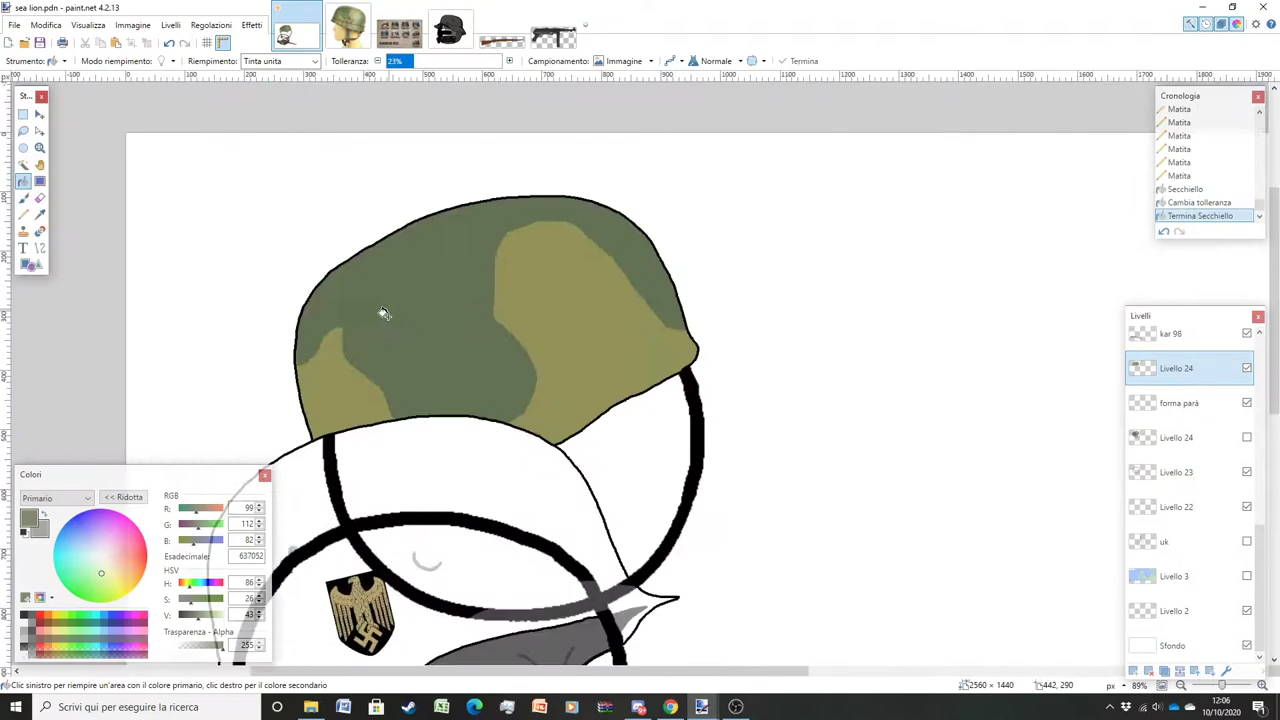 sea lion.pdn - paint.net 4.2.13
File Modifica Visualizza Immagine Livelli Regolazioni Effetti
Strumento: Modo riempimento: Riempimento: Tinta unita Tolleranza: 23% Campionamento: Immagine Normale Termina
St...
Cronologia
Matita
Matita
Matita
Matita
Matita
Matita
Secchiello
Cambia tolleranza
Termina Secchiello
Livelli
kar 98
Livello 24
forma parà
Livello 24
Livello 23
Livello 22
uk
Livello 3
Livello 2
Sfondo
Colori
Primario << Ridotta
RGB
R: 99
G: 112
B: 82
Esadecimale: 637052
HSV
H: 86
S: 26
V: 43
Trasparenza - Alpha
255
Clic sinistro per riempire un'area con il colore primario, clic destro per il colore secondario
2560 × 1440 442, 290 px 89%
Scrivi qui per eseguire la ricerca
12:06
10/10/2020